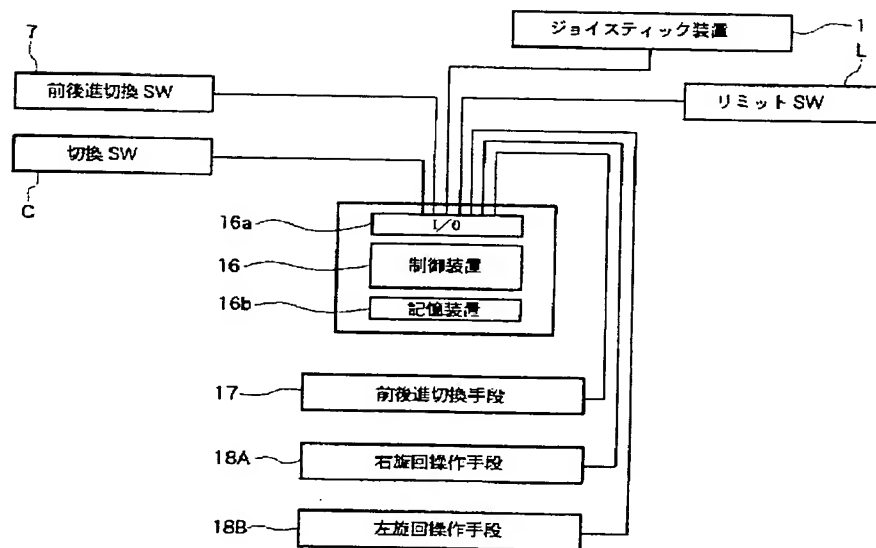 ジョイスティック装置
1
L
7
前後進切換 SW
リミット SW
切換 SW
C
16a
I/O
16
制御装置
16b
記憶装置
17
前後進切換手段
18A
右旋回操作手段
18B
左旋回操作手段